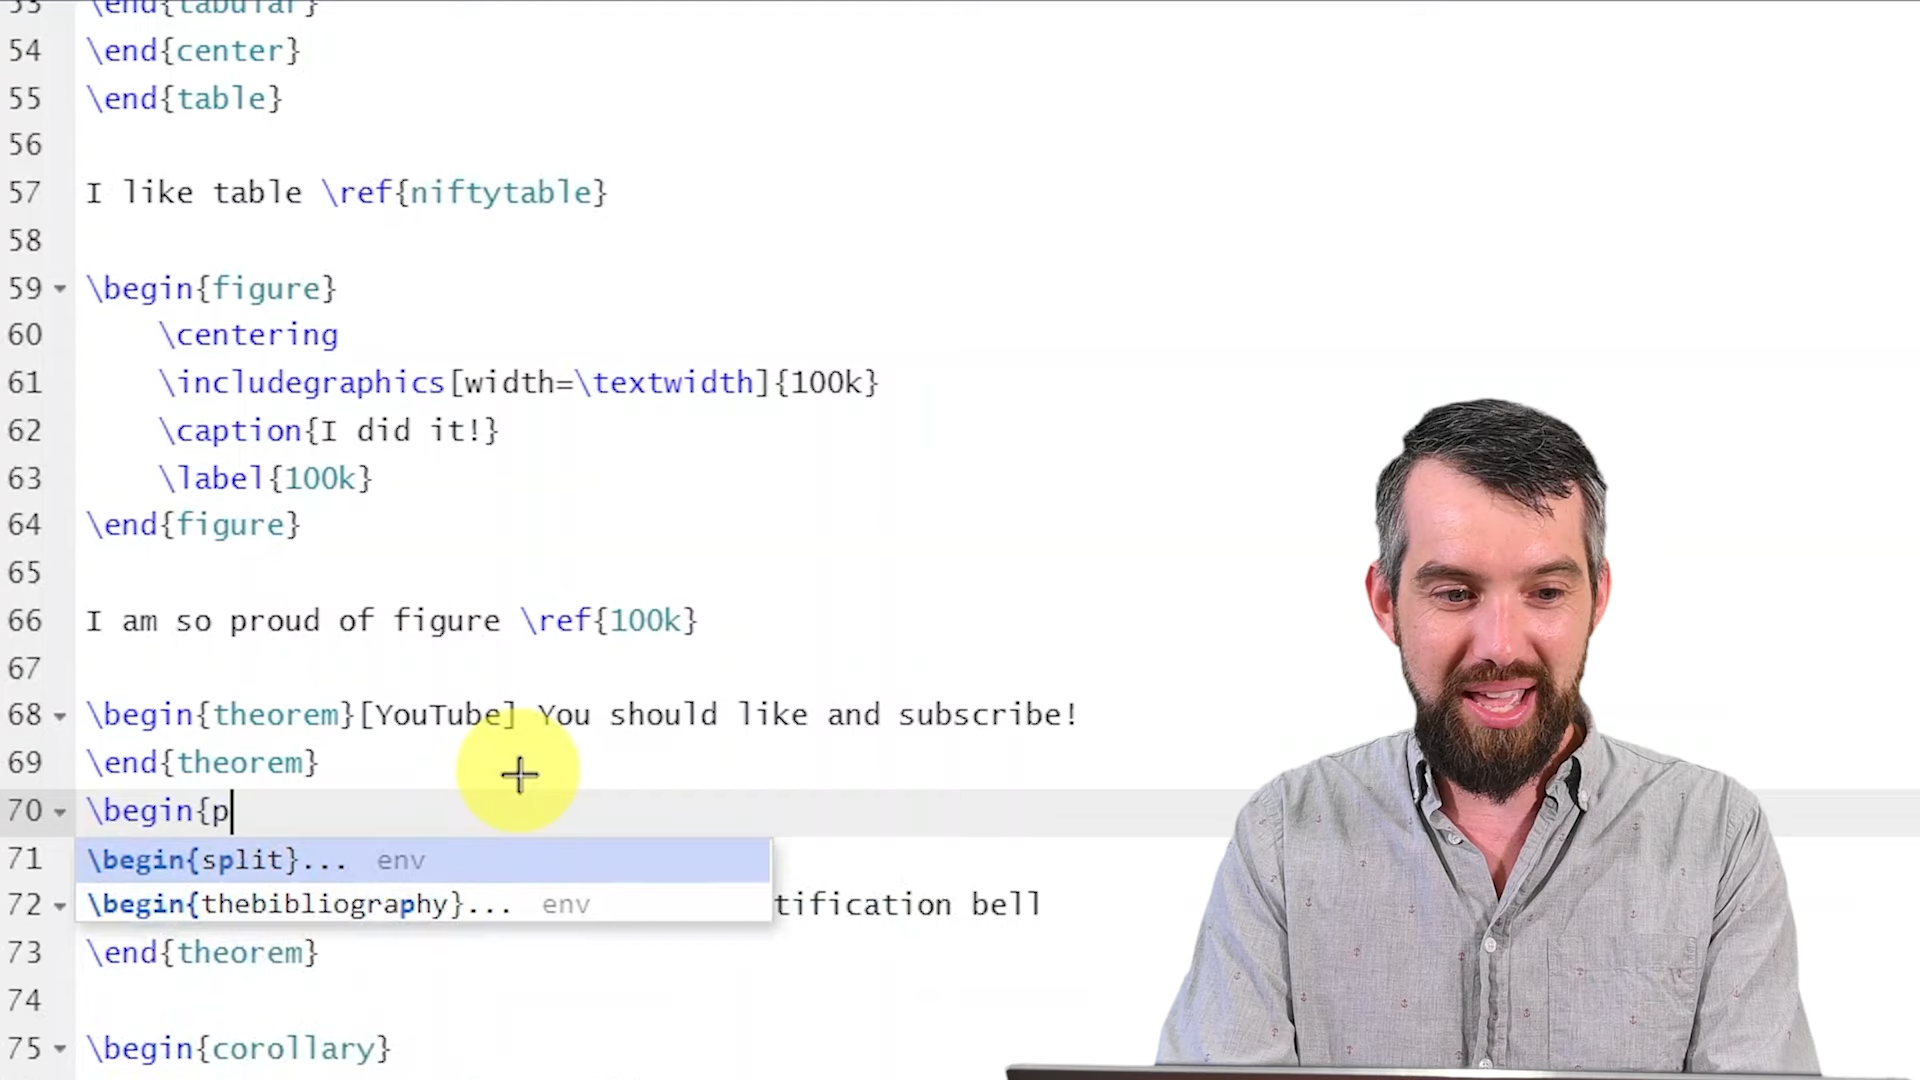 53 \end{tabular}
54 \end{center}
55 \end{table}
56
57 I like table \ref{niftytable}
58
59 \begin{figure}
60 \centering
61 \includegraphics[width=\textwidth]{100k}
62 \caption{I did it!}
63 \label{100k}
64 \end{figure}
65
66 I am so proud of figure \ref{100k}
67
68 \begin{theorem}[YouTube] You should like and subscribe!
69 \end{theorem}
70 \begin{p
71 \begin{split}... env
72 \begin{thebibliography}... env tification bell
73 \end{theorem}
74
75 \begin{corollary}